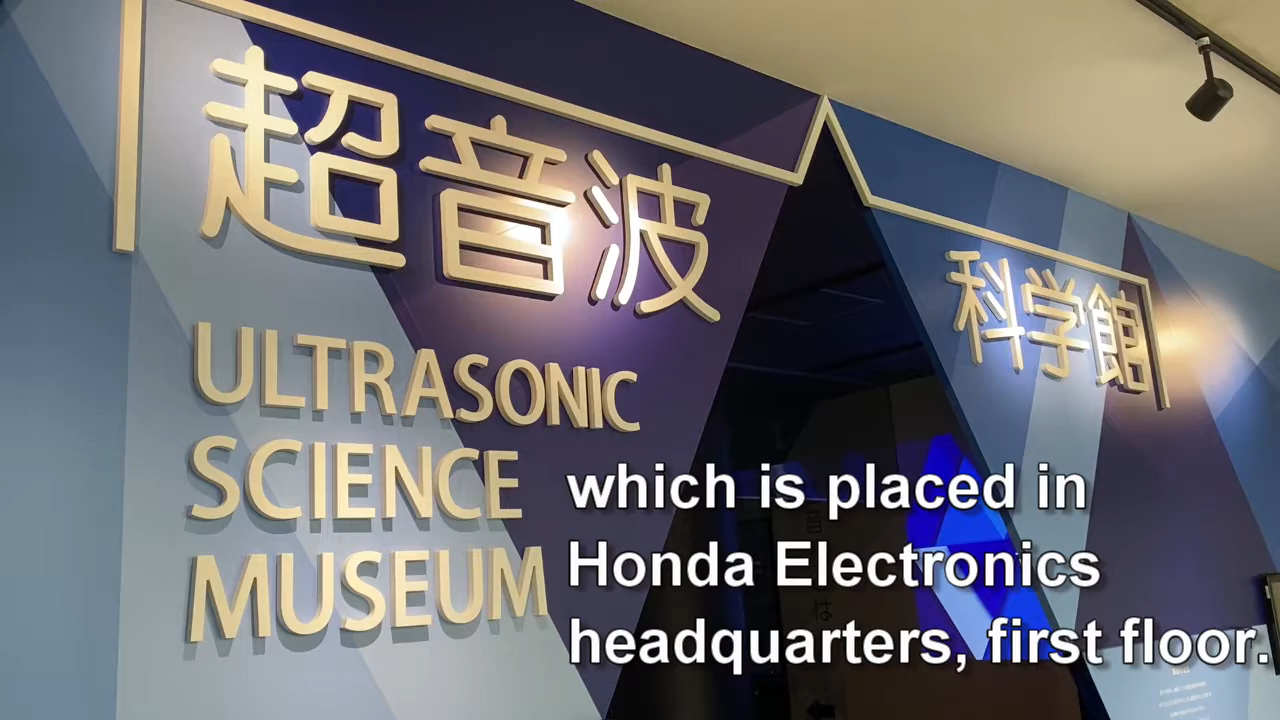 超音波
科学館
ULTRASONIC
SCIENCE
MUSEUM
which is placed in
Honda Electronics
headquarters, first floor.